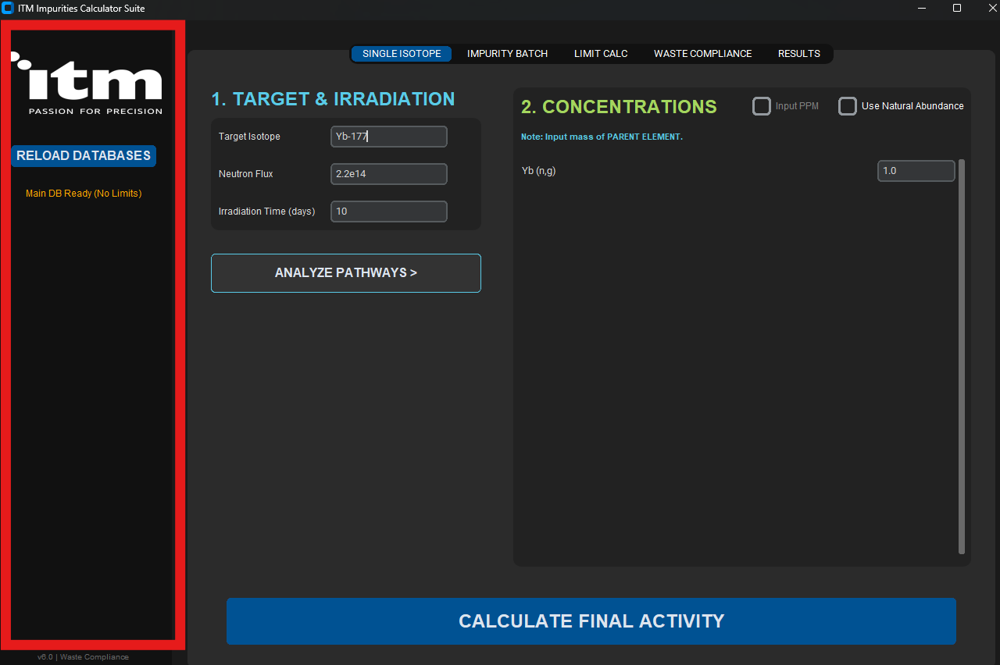 ITM Impurities Calculator Suite
itm
PASSION FOR PRECISION
RELOAD DATABASES
Main DB Ready (No Limits)
v6.0 | Waste Compliance
SINGLE ISOTOPE IMPURITY BATCH LIMIT CALC WASTE COMPLIANCE RESULTS
1. TARGET & IRRADIATION
Target Isotope Yb-177
Neutron Flux 2.2e14
Irradiation Time (days) 10
ANALYZE PATHWAYS >
2. CONCENTRATIONS Input PPM Use Natural Abundance
Note: Input mass of PARENT ELEMENT.
Yb (n,g) 1.0
CALCULATE FINAL ACTIVITY